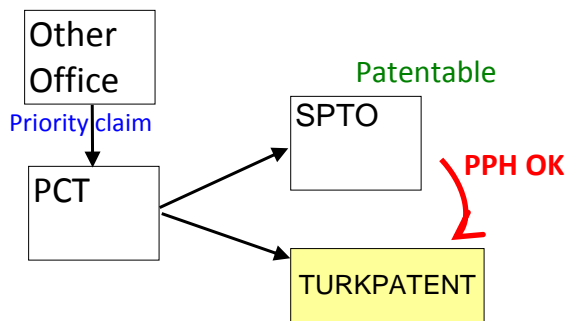 Other
Office
Patentable
Priority claim
SPTO
PCT
PPH OK
TURKPATENT